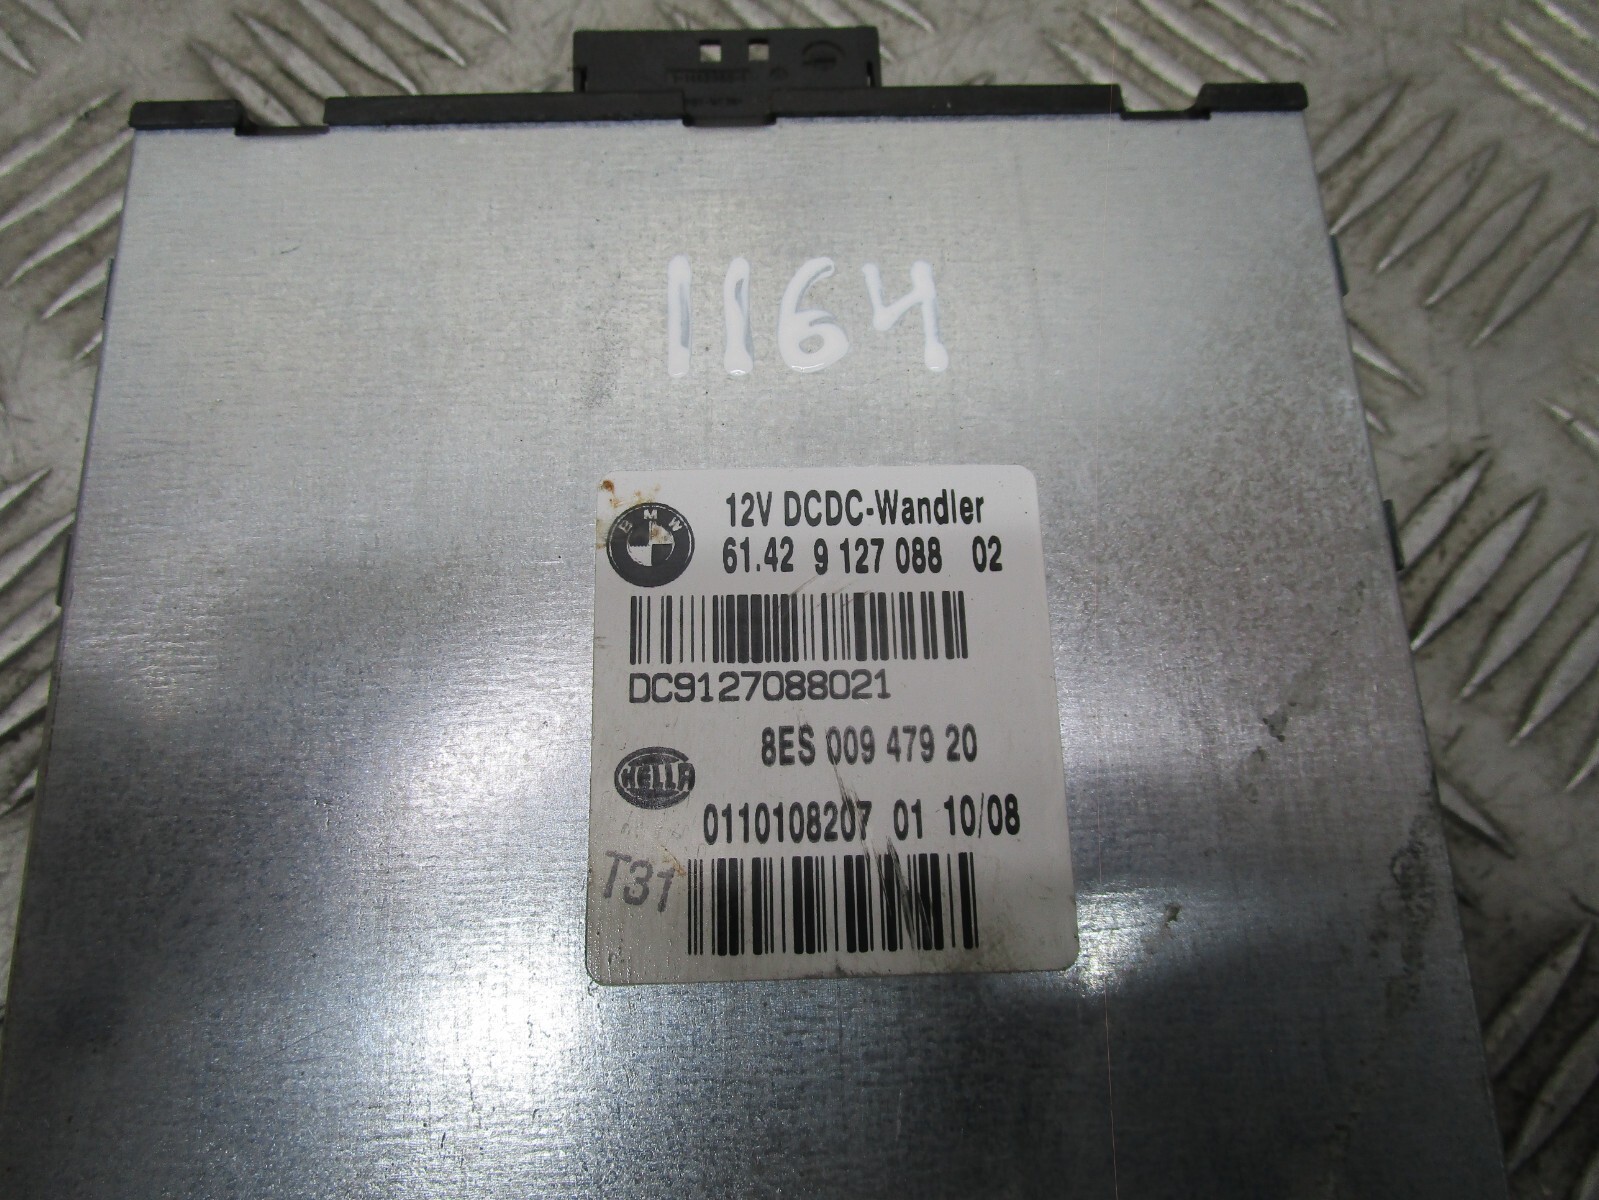 1164
12V DCDC-Wandler
BMW
61.42 9 127 088 02
DC9127088021
8ES 009 479 20
HELLA
0110108207 01 10/08
T31